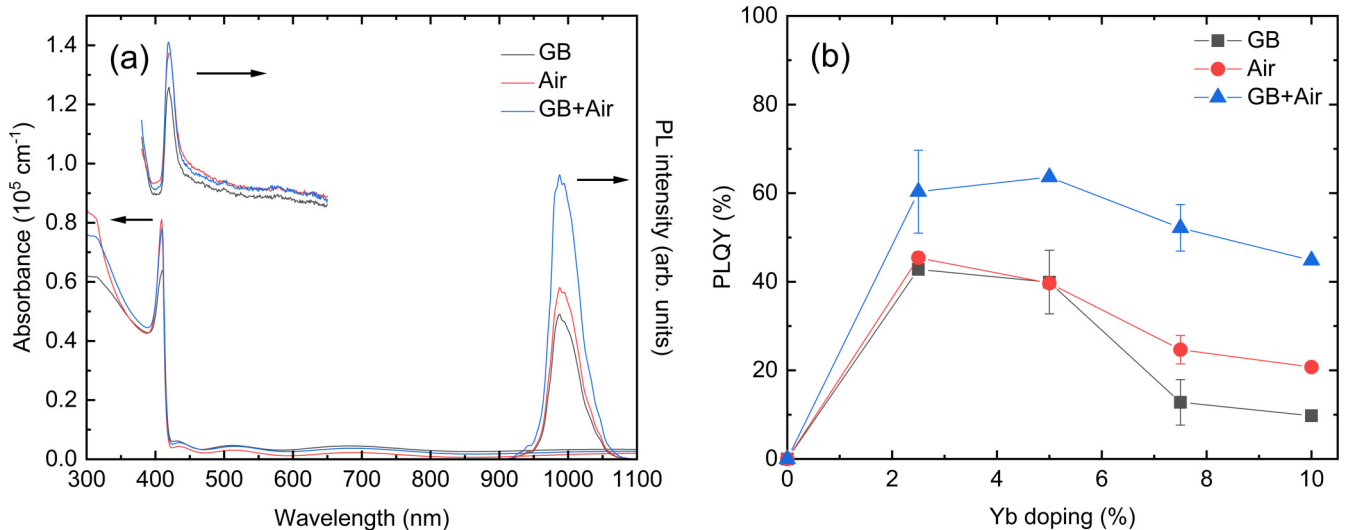 (a)
GB
Air
GB+Air
Absorbance (10⁵ cm⁻¹)
1.4
1.2
1.0
0.8
0.6
0.4
0.2
0.0
300 400 500 600 700 800 900 1000 1100
Wavelength (nm)
PL intensity (arb. units)
(b)
GB
Air
GB+Air
PLQY (%)
100
80
60
40
20
0
0 2 4 6 8 10
Yb doping (%)